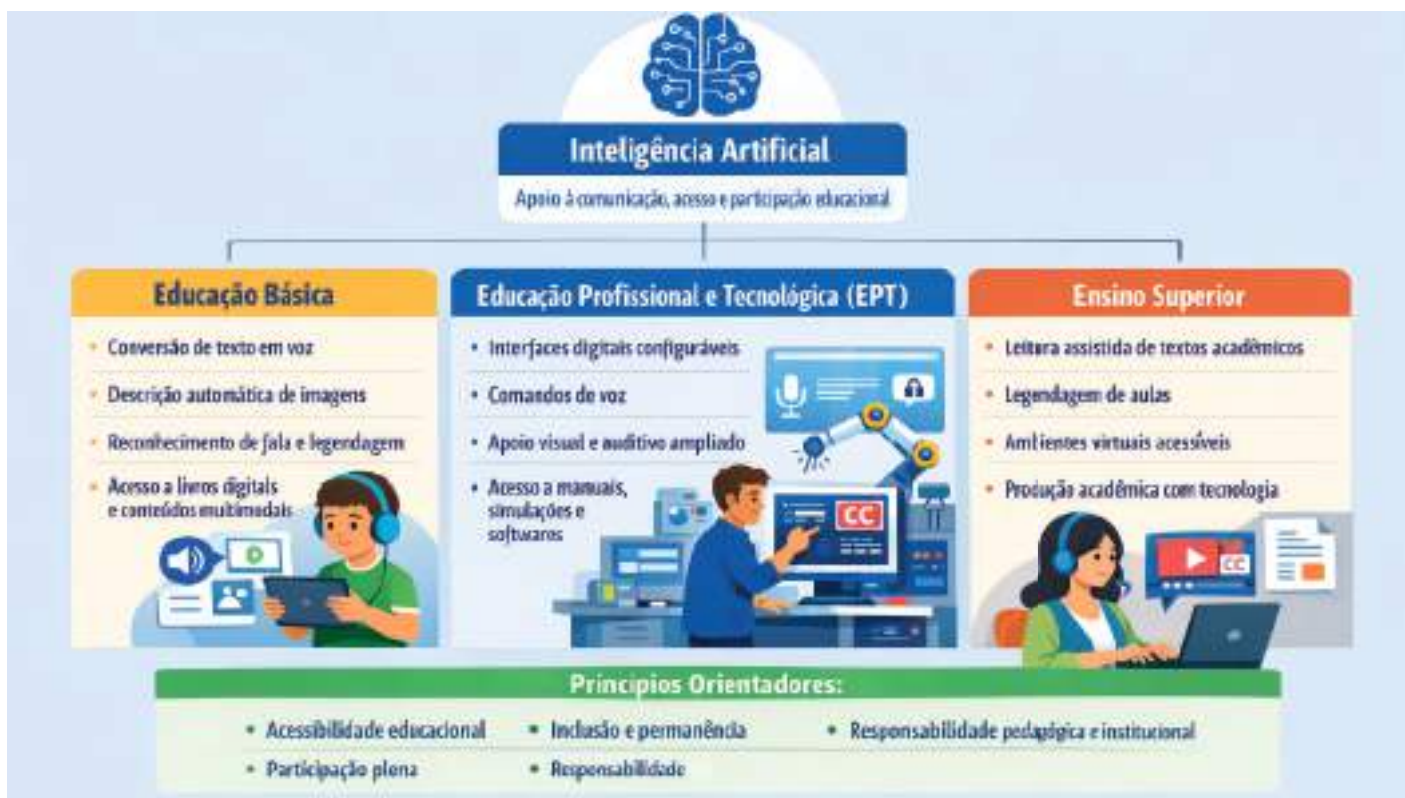 Inteligência Artificial
Apoio à comunicação, acesso e participação educacional
Educação Básica
• Conversão de texto em voz
• Descrição automática de imagens
• Reconhecimento de fala e legendagem
• Acesso a livros digitais
e conteúdos multimodais
Educação Profissional e Tecnológica (EPT)
• Interfaces digitais configuráveis
• Comandos de voz
• Apoio visual e auditivo ampliado
• Acesso a manuais,
simulações e
softwares
CC
Ensino Superior
• Leitura assistida de textos acadêmicos
• Legendagem de aulas
• Ambientes virtuais acessíveis
• Produção acadêmica com tecnologia
CC
Princípios Orientadores:
• Acessibilidade educacional
• Inclusão e permanência
• Responsabilidade pedagógica e institucional
• Participação plena
• Responsabilidade